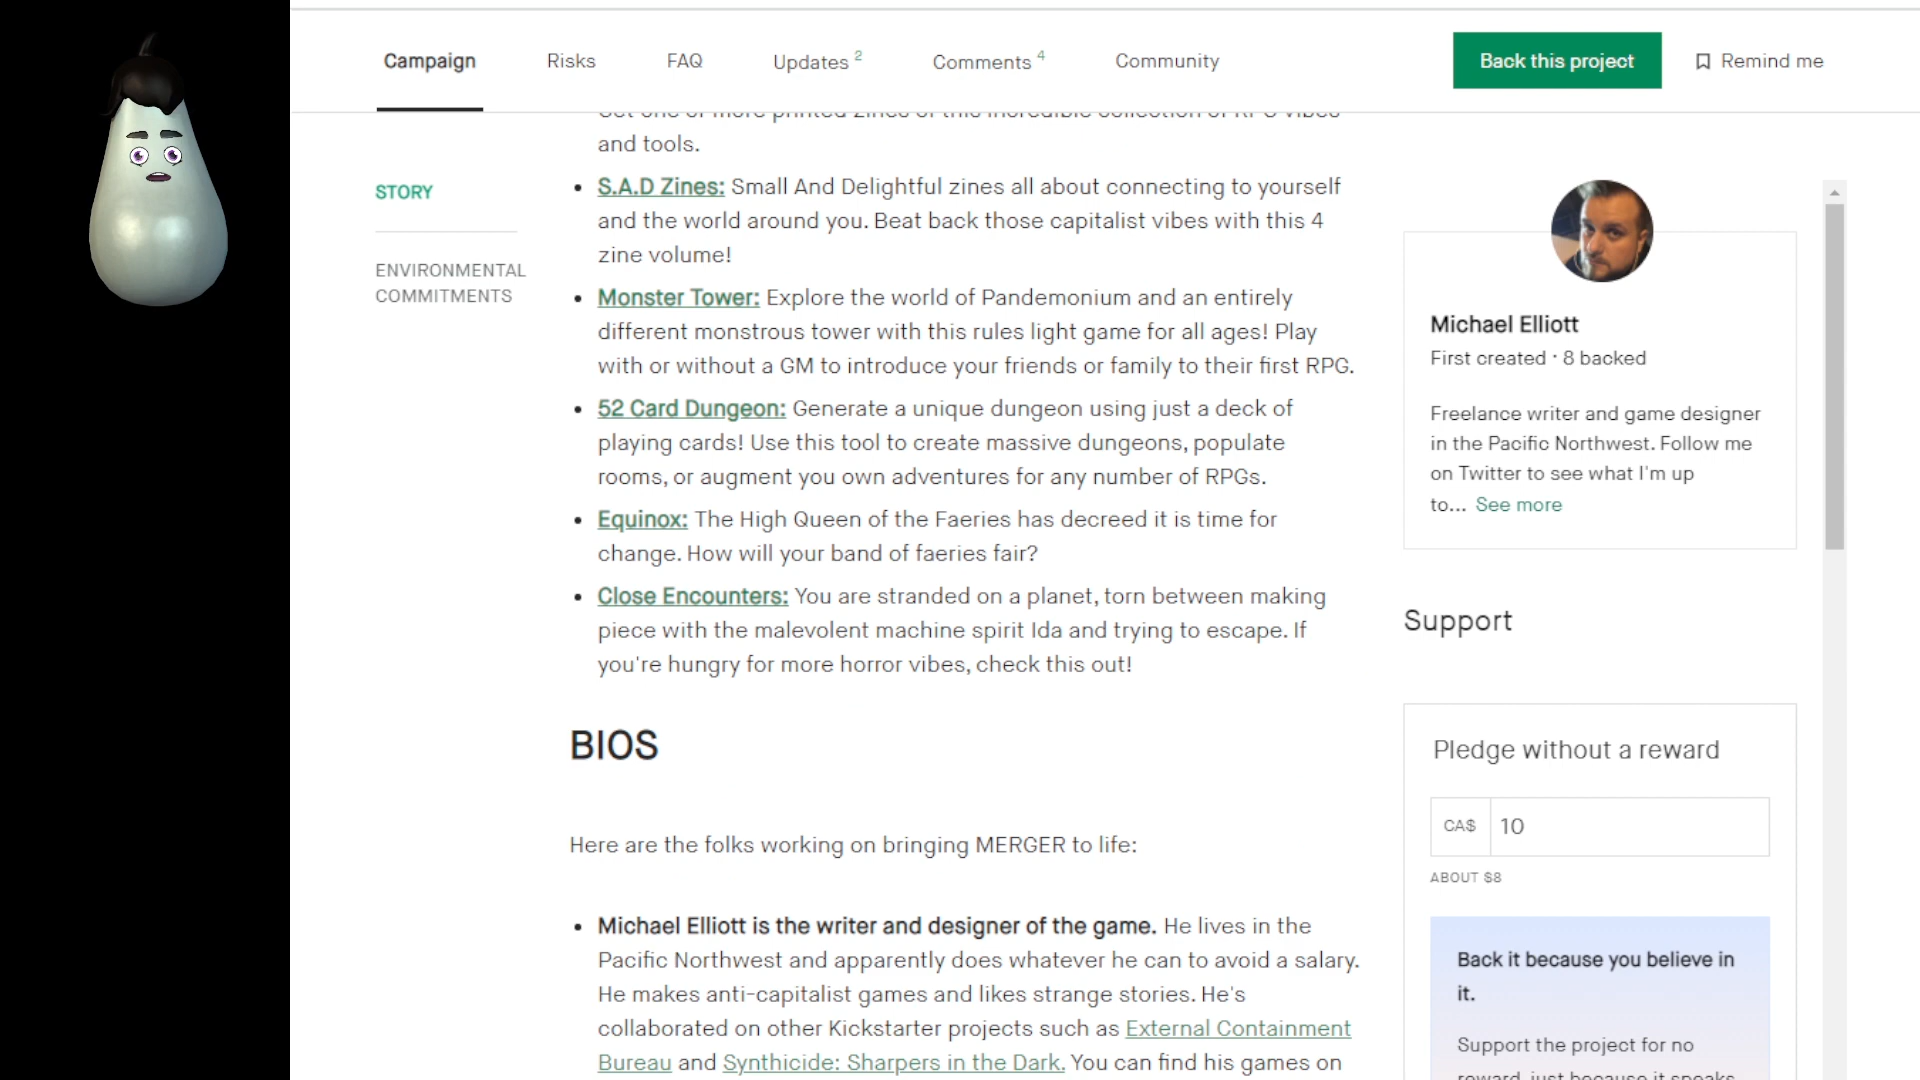 Campaign
Risks
FAQ
Updates 2
Comments 4
Community
Back this project
Remind me
and tools.
STORY
ENVIRONMENTAL
COMMITMENTS
S.A.D Zines: Small And Delightful zines all about connecting to yourself
and the world around you. Beat back those capitalist vibes with this 4
zine volume!
Monster Tower: Explore the world of Pandemonium and an entirely
different monstrous tower with this rules light game for all ages! Play
with or without a GM to introduce your friends or family to their first RPG.
52 Card Dungeon: Generate a unique dungeon using just a deck of
playing cards! Use this tool to create massive dungeons, populate
rooms, or augment you own adventures for any number of RPGs.
Equinox: The High Queen of the Faeries has decreed it is time for
change. How will your band of faeries fair?
Close Encounters: You are stranded on a planet, torn between making
piece with the malevolent machine spirit Ida and trying to escape. If
you're hungry for more horror vibes, check this out!
BIOS
Here are the folks working on bringing MERGER to life:
Michael Elliott is the writer and designer of the game. He lives in the
Pacific Northwest and apparently does whatever he can to avoid a salary.
He makes anti-capitalist games and likes strange stories. He's
collaborated on other Kickstarter projects such as External Containment
Bureau and Synthicide: Sharpers in the Dark. You can find his games on
Michael Elliott
First created · 8 backed
Freelance writer and game designer
in the Pacific Northwest. Follow me
on Twitter to see what I'm up
to... See more
Support
Pledge without a reward
CA$ 10
ABOUT $8
Back it because you believe in
it.
Support the project for no
reward, just because it speaks